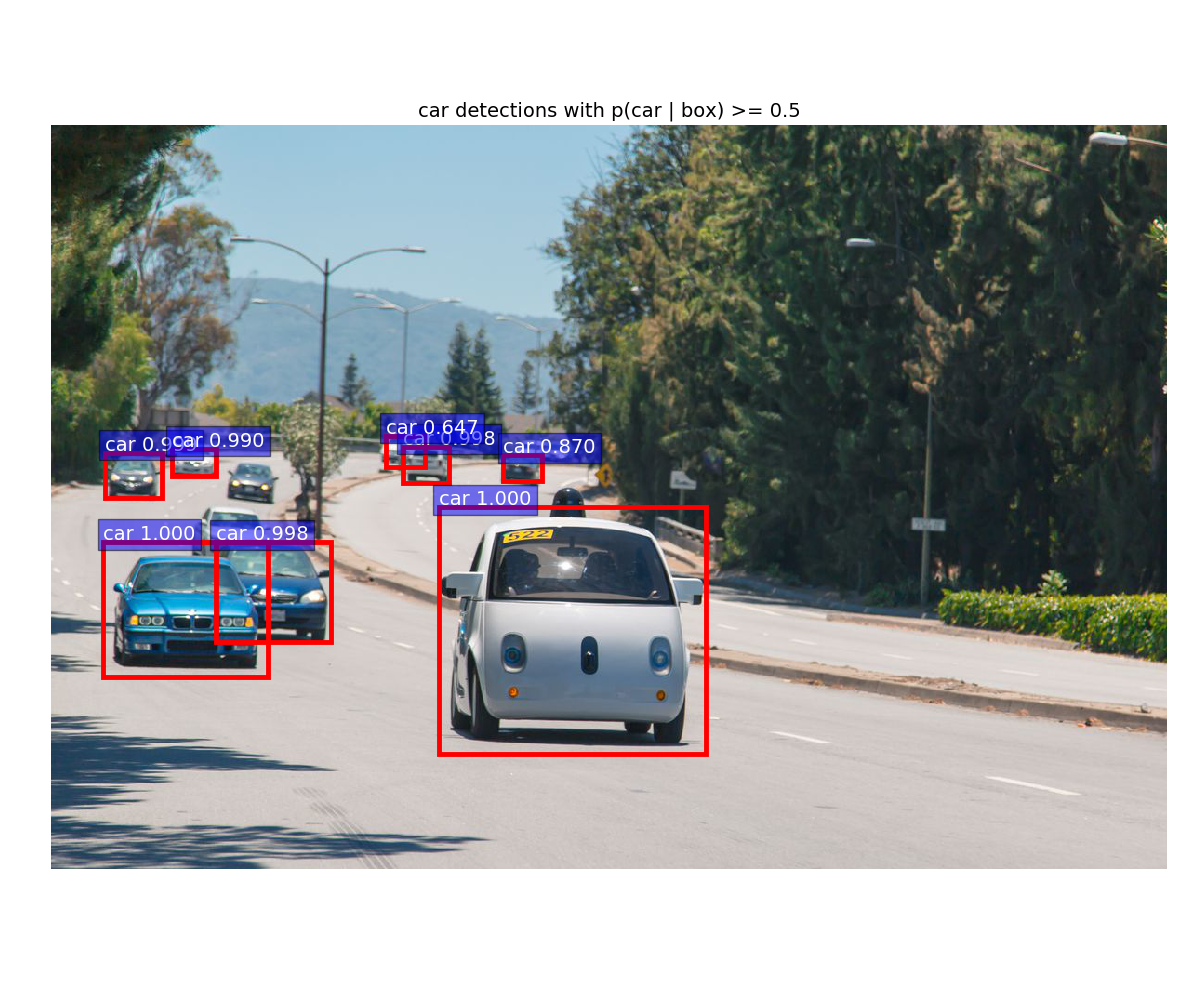 car detections with p(car | box) >= 0.5
car 0.647
car 0.998
car 0.990
car 0.870
car 1.000
car 1.000
car 0.998
522